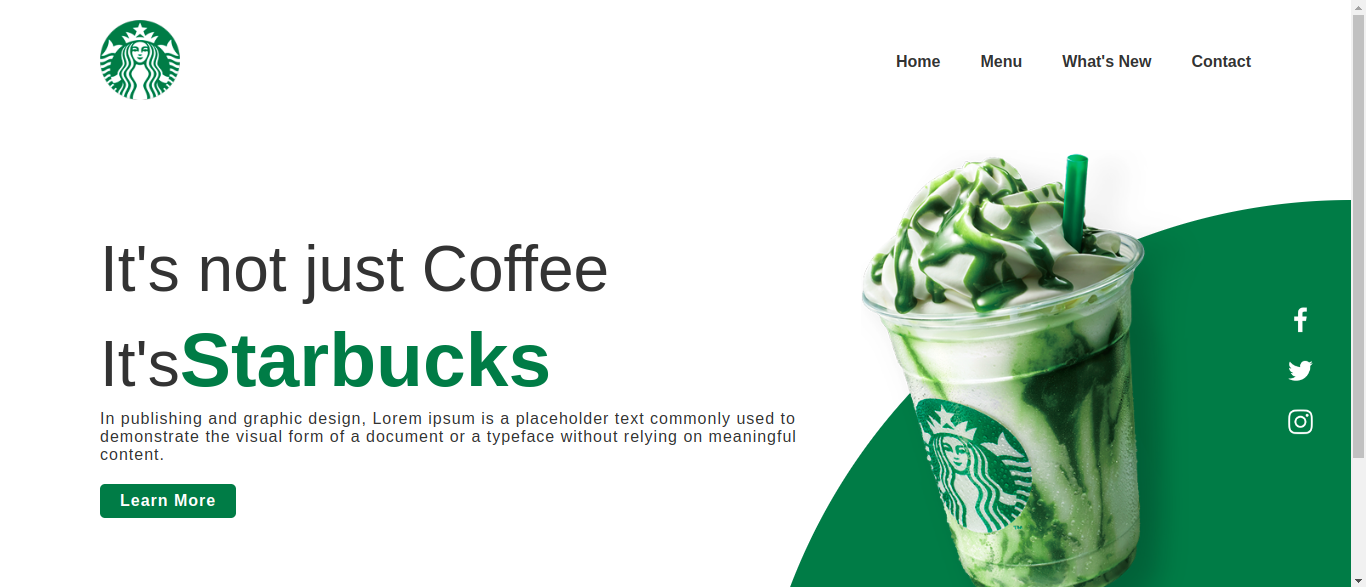 Home Menu What's New Contact
It's not just Coffee
It'sStarbucks
In publishing and graphic design, Lorem ipsum is a placeholder text commonly used to
demonstrate the visual form of a document or a typeface without relying on meaningful
content.
Learn More
TM